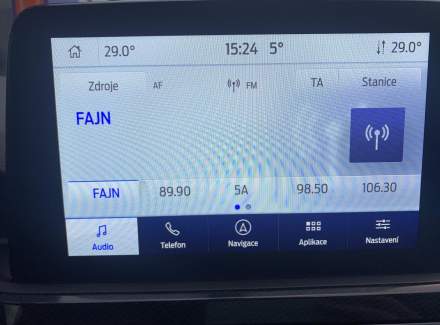 29.0° 15:24 5° 29.0°
Zdroje AF FM TA Stanice
FAJN
FAJN 89.90 5A 98.50 106.30
Audio Telefon Navigace Aplikace Nastavení